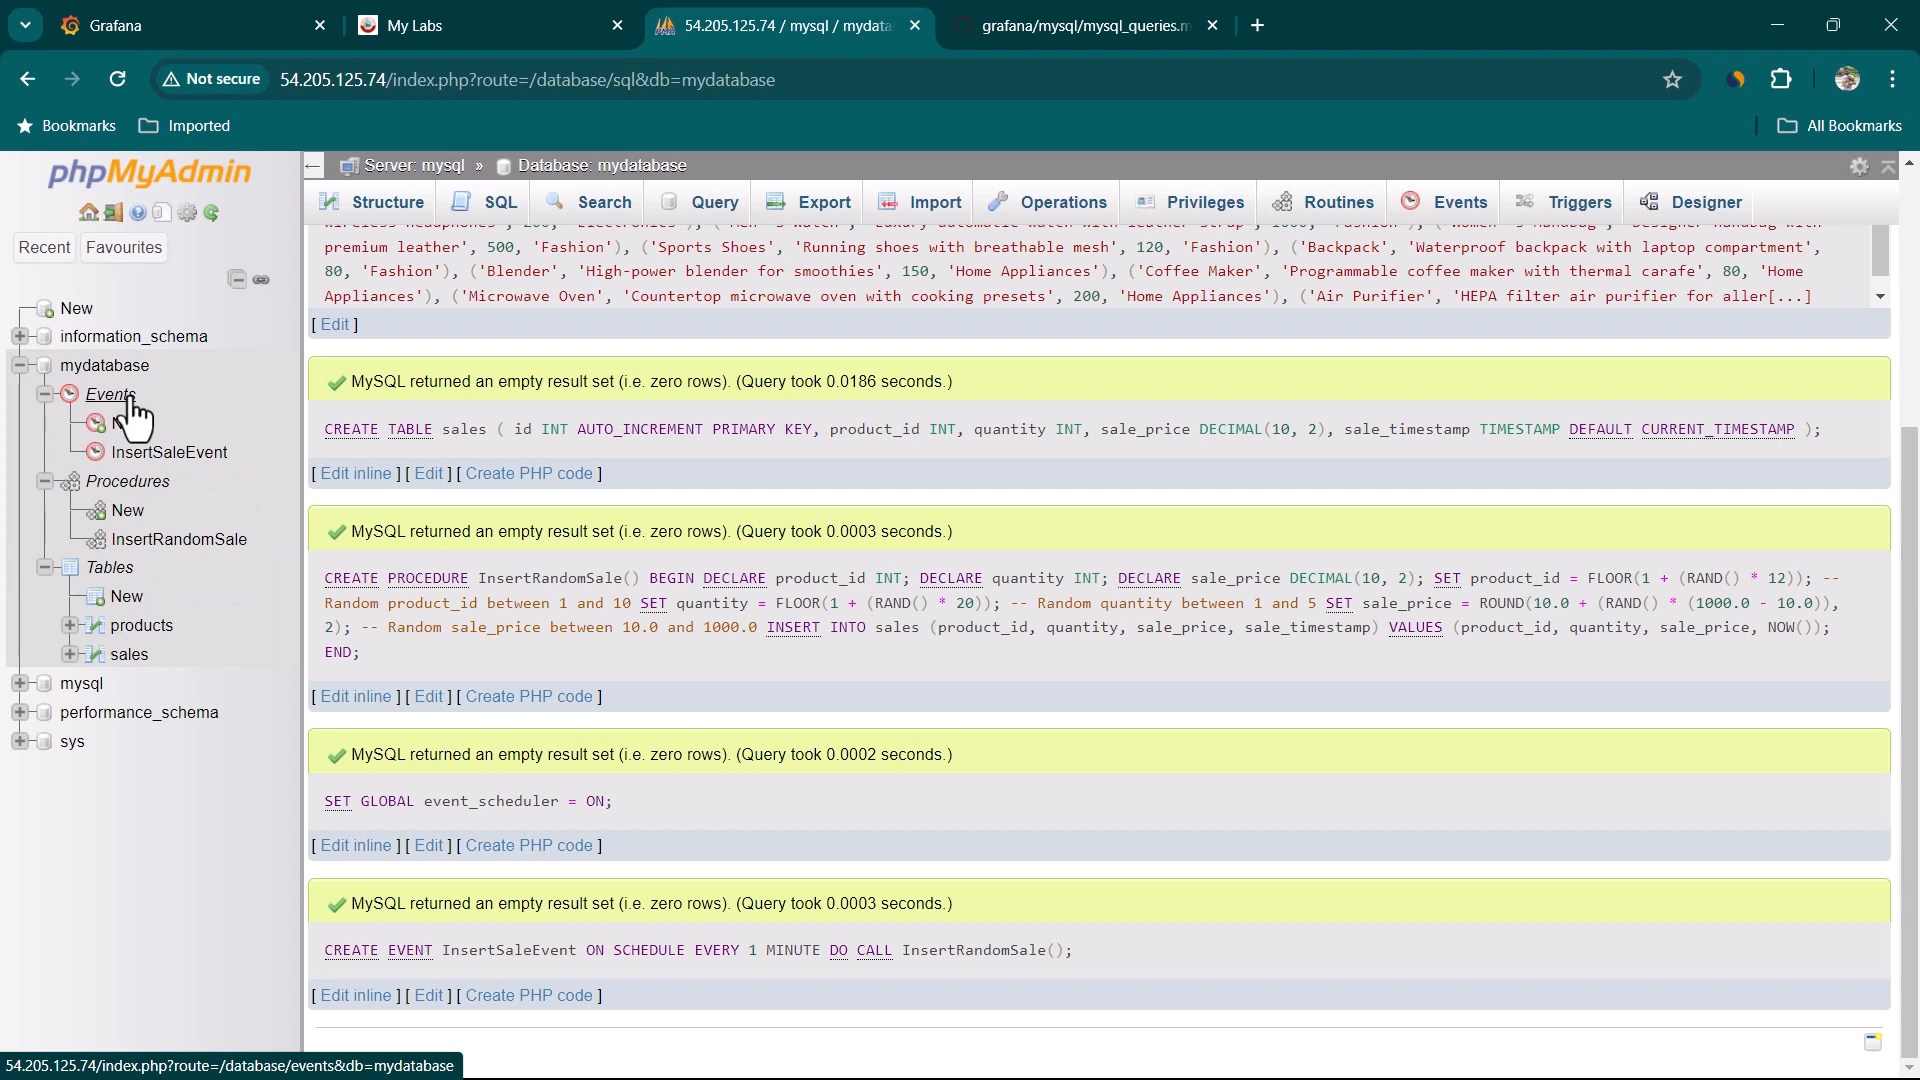 Grafana
My Labs
54.205.125.74 / mysql / mydata
grafana/mysql/mysql_queries.m
Not secure
54.205.125.74/index.php?route=/database/sql&db=mydatabase
Bookmarks
Imported
All Bookmarks
phpMyAdmin
Recent
Favourites
New
information_schema
mydatabase
Events
InsertSaleEvent
Procedures
New
InsertRandomSale
Tables
New
products
sales
mysql
performance_schema
sys
Server: mysql » Database: mydatabase
Structure SQL Search Query Export Import Operations Privileges Routines Events Triggers Designer
premium leather', 500, 'Fashion'), ('Sports Shoes', 'Running shoes with breathable mesh', 120, 'Fashion'), ('Backpack', 'Waterproof backpack with laptop compartment',
80, 'Fashion'), ('Blender', 'High-power blender for smoothies', 150, 'Home Appliances'), ('Coffee Maker', 'Programmable coffee maker with thermal carafe', 80, 'Home
Appliances'), ('Microwave Oven', 'Countertop microwave oven with cooking presets', 200, 'Home Appliances'), ('Air Purifier', 'HEPA filter air purifier for aller[...]
[ Edit ]
MySQL returned an empty result set (i.e. zero rows). (Query took 0.0186 seconds.)
CREATE TABLE sales ( id INT AUTO_INCREMENT PRIMARY KEY, product_id INT, quantity INT, sale_price DECIMAL(10, 2), sale_timestamp TIMESTAMP DEFAULT CURRENT_TIMESTAMP );
[ Edit inline ] [ Edit ] [ Create PHP code ]
MySQL returned an empty result set (i.e. zero rows). (Query took 0.0003 seconds.)
CREATE PROCEDURE InsertRandomSale() BEGIN DECLARE product_id INT; DECLARE quantity INT; DECLARE sale_price DECIMAL(10, 2); SET product_id = FLOOR(1 + (RAND() * 12)); --
Random product_id between 1 and 10 SET quantity = FLOOR(1 + (RAND() * 20)); -- Random quantity between 1 and 5 SET sale_price = ROUND(10.0 + (RAND() * (1000.0 - 10.0)),
2); -- Random sale_price between 10.0 and 1000.0 INSERT INTO sales (product_id, quantity, sale_price, sale_timestamp) VALUES (product_id, quantity, sale_price, NOW());
END;
[ Edit inline ] [ Edit ] [ Create PHP code ]
MySQL returned an empty result set (i.e. zero rows). (Query took 0.0002 seconds.)
SET GLOBAL event_scheduler = ON;
[ Edit inline ] [ Edit ] [ Create PHP code ]
MySQL returned an empty result set (i.e. zero rows). (Query took 0.0003 seconds.)
CREATE EVENT InsertSaleEvent ON SCHEDULE EVERY 1 MINUTE DO CALL InsertRandomSale();
[ Edit inline ] [ Edit ] [ Create PHP code ]
54.205.125.74/index.php?route=/database/events&db=mydatabase